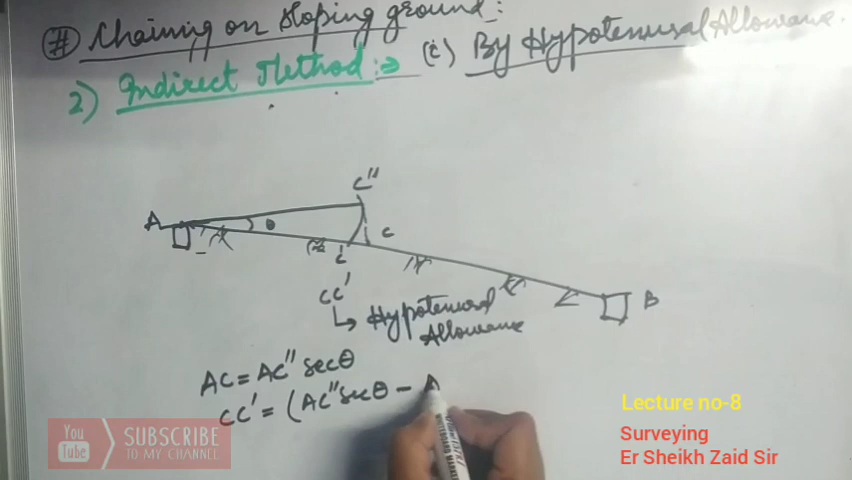 # Chaining on sloping ground:
2) Indirect Method :→ (c) By Hypotenusal Allowance.
C"
A θ C
CC'
↳ Hypotenusal
Allowance
B
AC = AC" secθ
CC' = (AC" secθ - A
You
Tube
SUBSCRIBE
TO MY CHANNEL
Lecture no-8
Surveying
Er Sheikh Zaid Sir